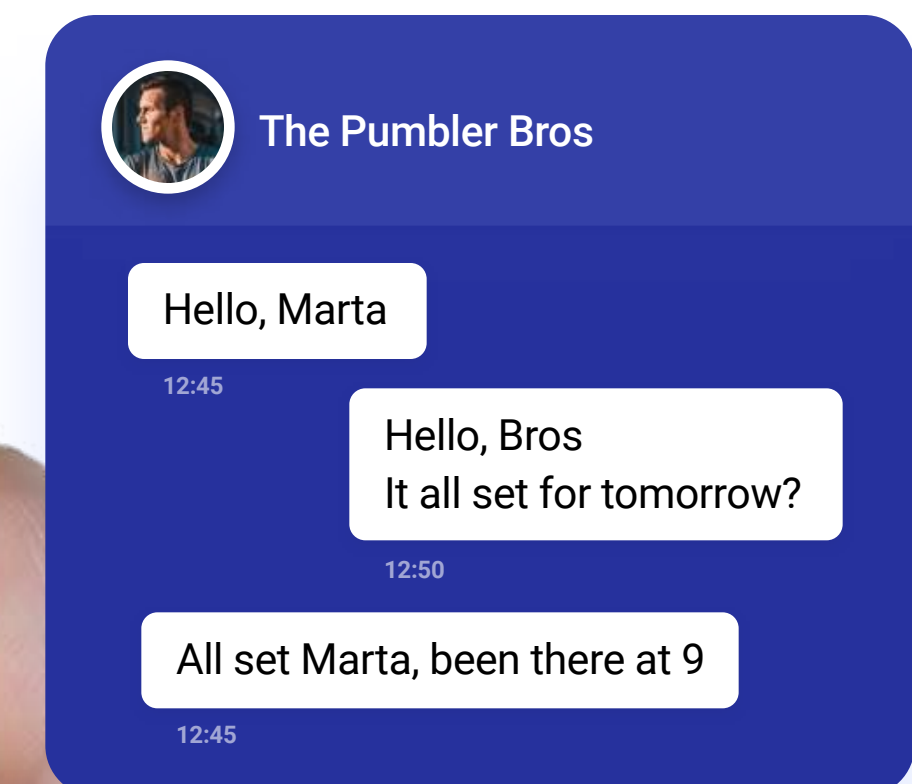 The Pumbler Bros
Hello, Marta
12:45
Hello, Bros
It all set for tomorrow?
12:50
All set Marta, been there at 9
12:45